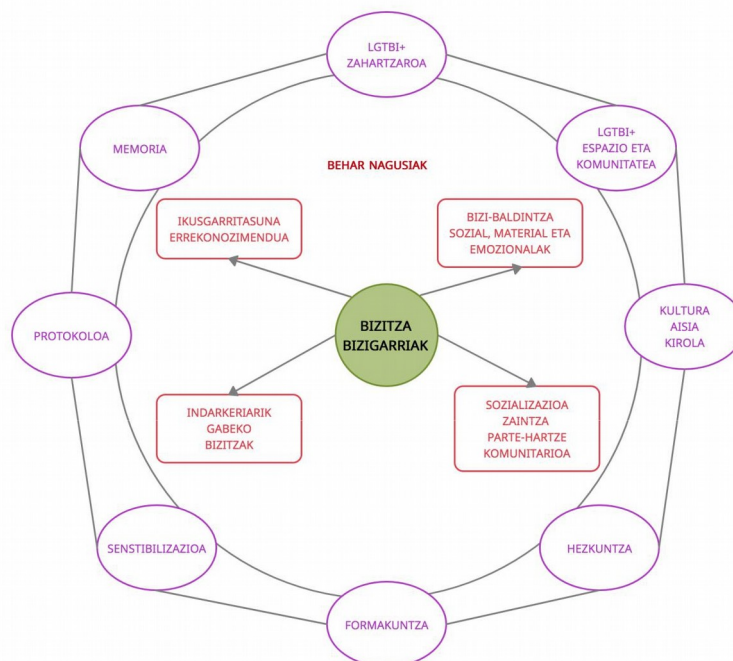 LGTBI+
ZAHARTZAROA
MEMORIA
LGTBI+
ESPAZIO ETA
KOMUNITATEA
BEHAR NAGUSIAK
IKUSGARRITASUNA
ERREKONOZIMENDUA
BIZI-BALDINTZA
SOZIAL, MATERIAL ETA
EMOZIONALAK
PROTOKOLOA
BIZITZA
BIZIGARRIAK
KULTURA
AISIA
KIROLA
INDARKERIARIK
GABEKO
BIZITZAK
SOZIALIZAZIOA
ZAINTZA
PARTE-HARTZE
KOMUNITARIOA
SENSTIBILIZAZIOA
HEZKUNTZA
FORMAKUNTZA